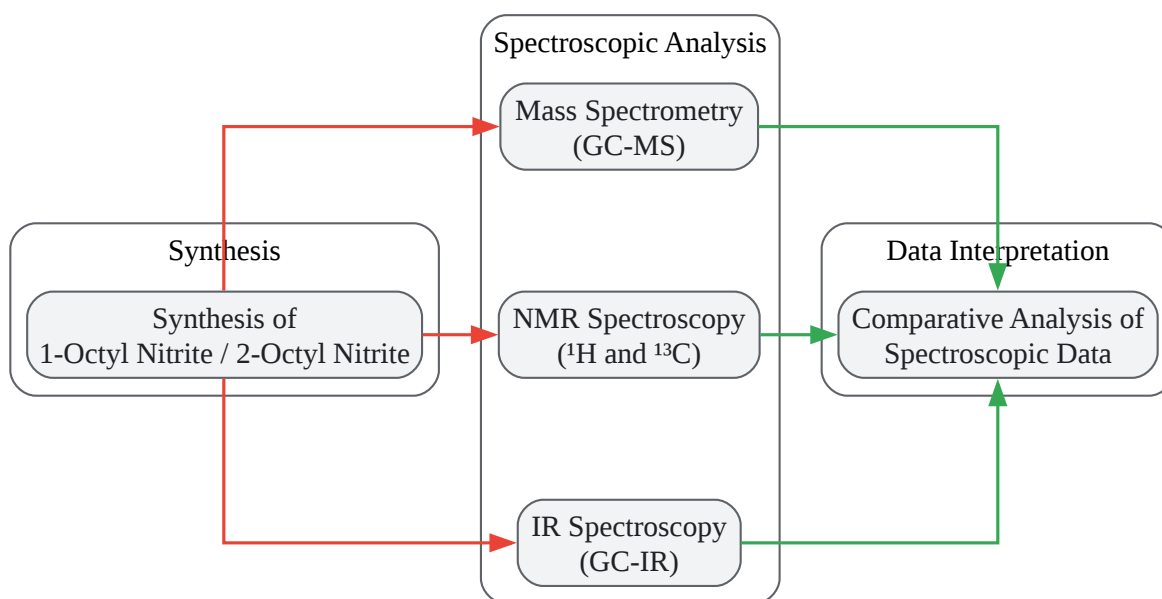 Spectroscopic Analysis
Mass Spectrometry
(GC-MS)
Synthesis
Synthesis of
1-Octyl Nitrite / 2-Octyl Nitrite
NMR Spectroscopy
(¹H and ¹³C)
Data Interpretation
Comparative Analysis of
Spectroscopic Data
IR Spectroscopy
(GC-IR)